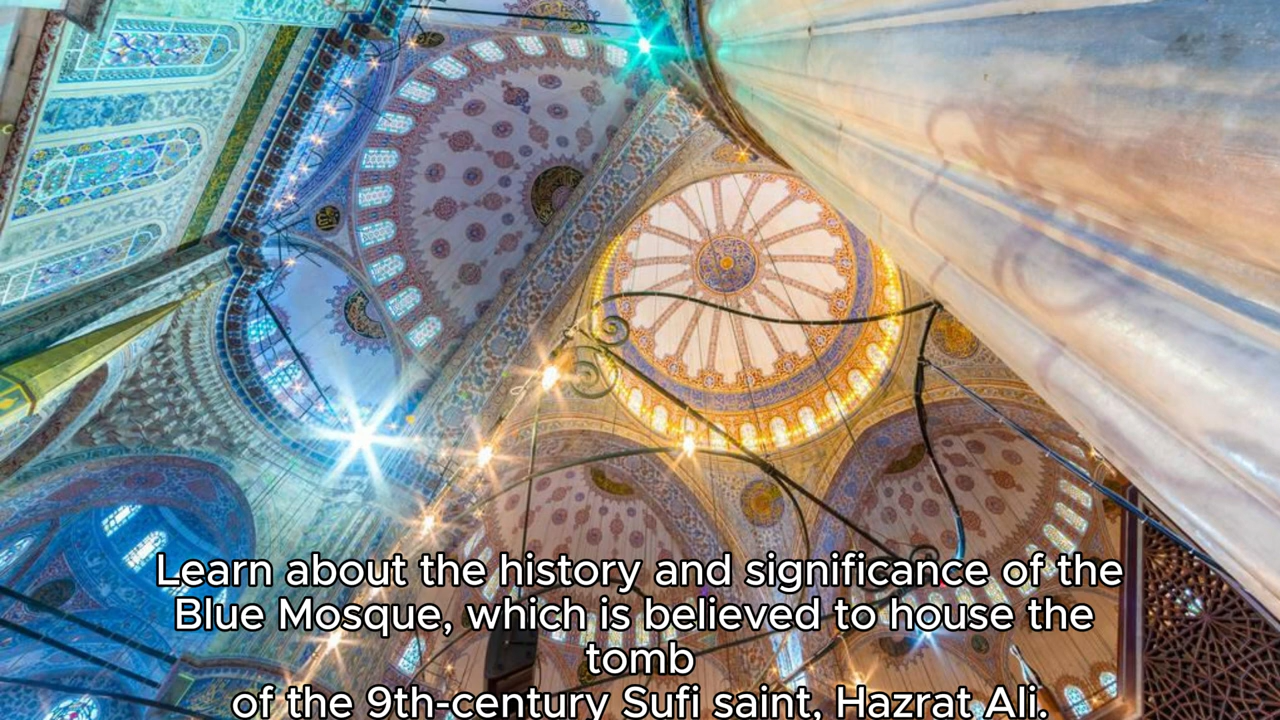 Learn about the history and significance of the
Blue Mosque, which is believed to house the
tomb
of the 9th-century Sufi saint, Hazrat Ali.